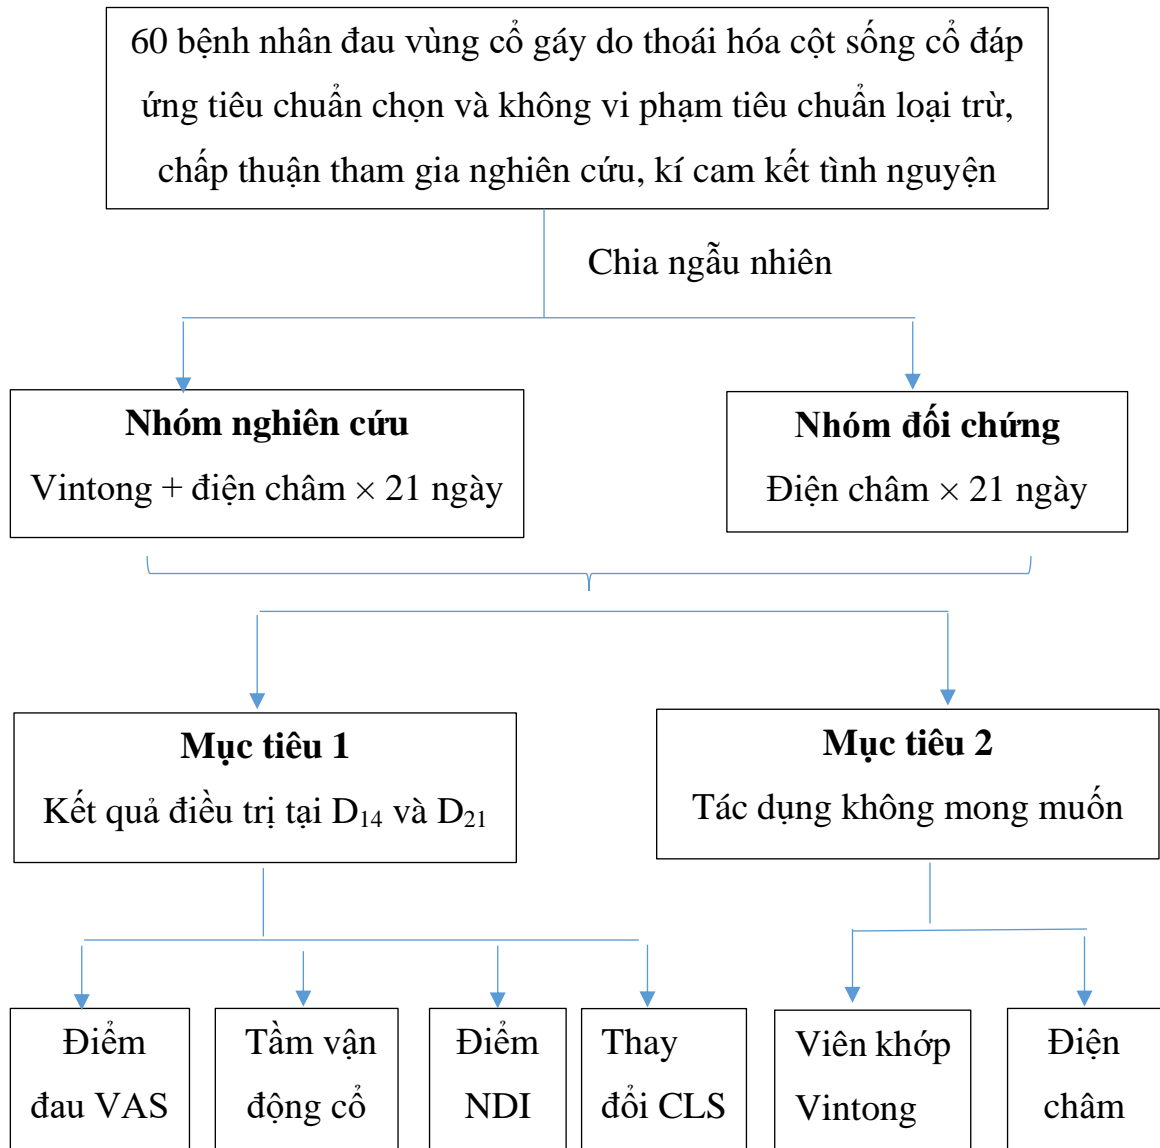 60 bệnh nhân đau vùng cổ gáy do thoái hóa cột sống cổ đáp
ứng tiêu chuẩn chọn và không vi phạm tiêu chuẩn loại trừ,
chấp thuận tham gia nghiên cứu, kí cam kết tình nguyện
Chia ngẫu nhiên
Nhóm nghiên cứu
Vintong + điện châm × 21 ngày
Nhóm đối chứng
Điện châm × 21 ngày
Mục tiêu 1
Kết quả điều trị tại D₁₄ và D₂₁
Mục tiêu 2
Tác dụng không mong muốn
Điểm
đau VAS
Tầm vận
động cổ
Điểm
NDI
Thay
đổi CLS
Viên khớp
Vintong
Điện
châm